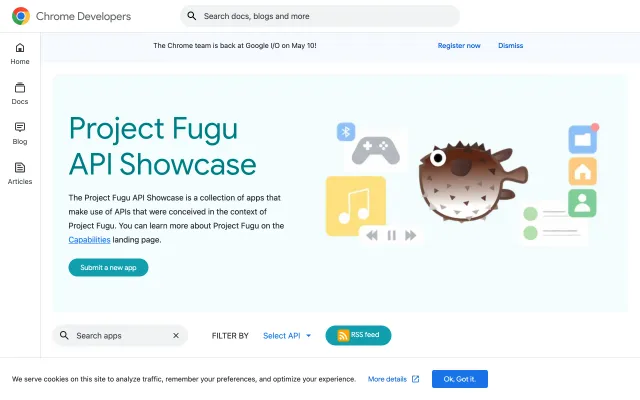 Chrome Developers
Search docs, blogs and more
The Chrome team is back at Google I/O on May 10!
Register now
Dismiss
Home
Docs
Blog
Articles
Project Fugu
API Showcase
The Project Fugu API Showcase is a collection of apps that
make use of APIs that were conceived in the context of
Project Fugu. You can learn more about Project Fugu on the
Capabilities landing page.
Submit a new app
Search apps
FILTER BY
Select API
RSS feed
We serve cookies on this site to analyze traffic, remember your preferences, and optimize your experience.
More details
Ok. Got it.